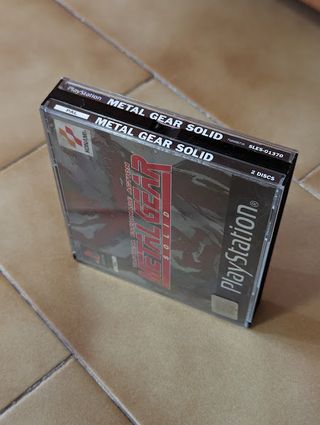 PlayStation METAL GEAR SOLID SLES-01370
METAL GEAR SOLID 2 DISCS
KONAMI
METAL GEAR
SOLID
PlayStation